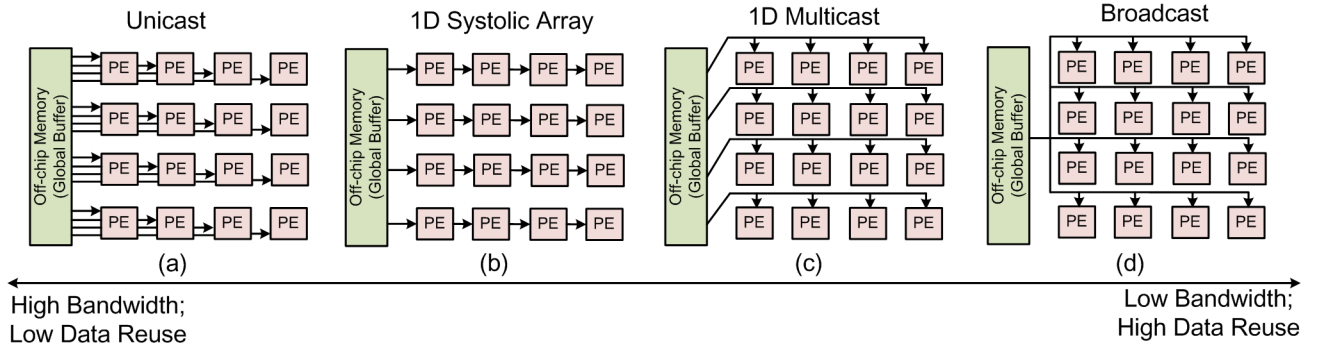 Unicast
1D Systolic Array
1D Multicast
Broadcast
Off-chip Memory
(Global Buffer)
PE PE PE PE
PE PE PE PE
PE PE PE PE
PE PE PE PE
Off-chip Memory
(Global Buffer)
PE PE PE PE
PE PE PE PE
PE PE PE PE
PE PE PE PE
Off-chip Memory
(Global Buffer)
PE PE PE PE
PE PE PE PE
PE PE PE PE
PE PE PE PE
Off-chip Memory
(Global Buffer)
PE PE PE PE
PE PE PE PE
PE PE PE PE
PE PE PE PE
(a)
(b)
(c)
(d)
High Bandwidth;
Low Data Reuse
Low Bandwidth;
High Data Reuse